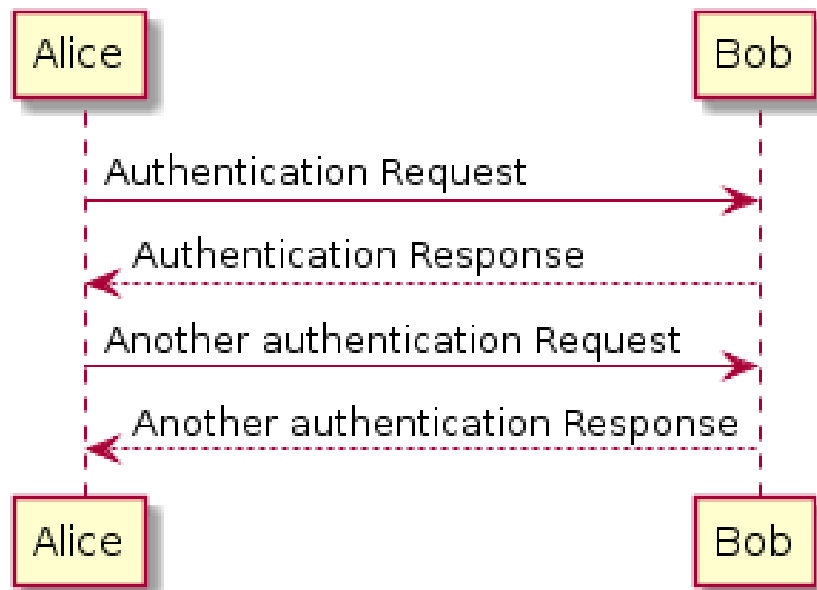 Alice
Bob
Authentication Request
Authentication Response
Another authentication Request
Another authentication Response
Alice
Bob